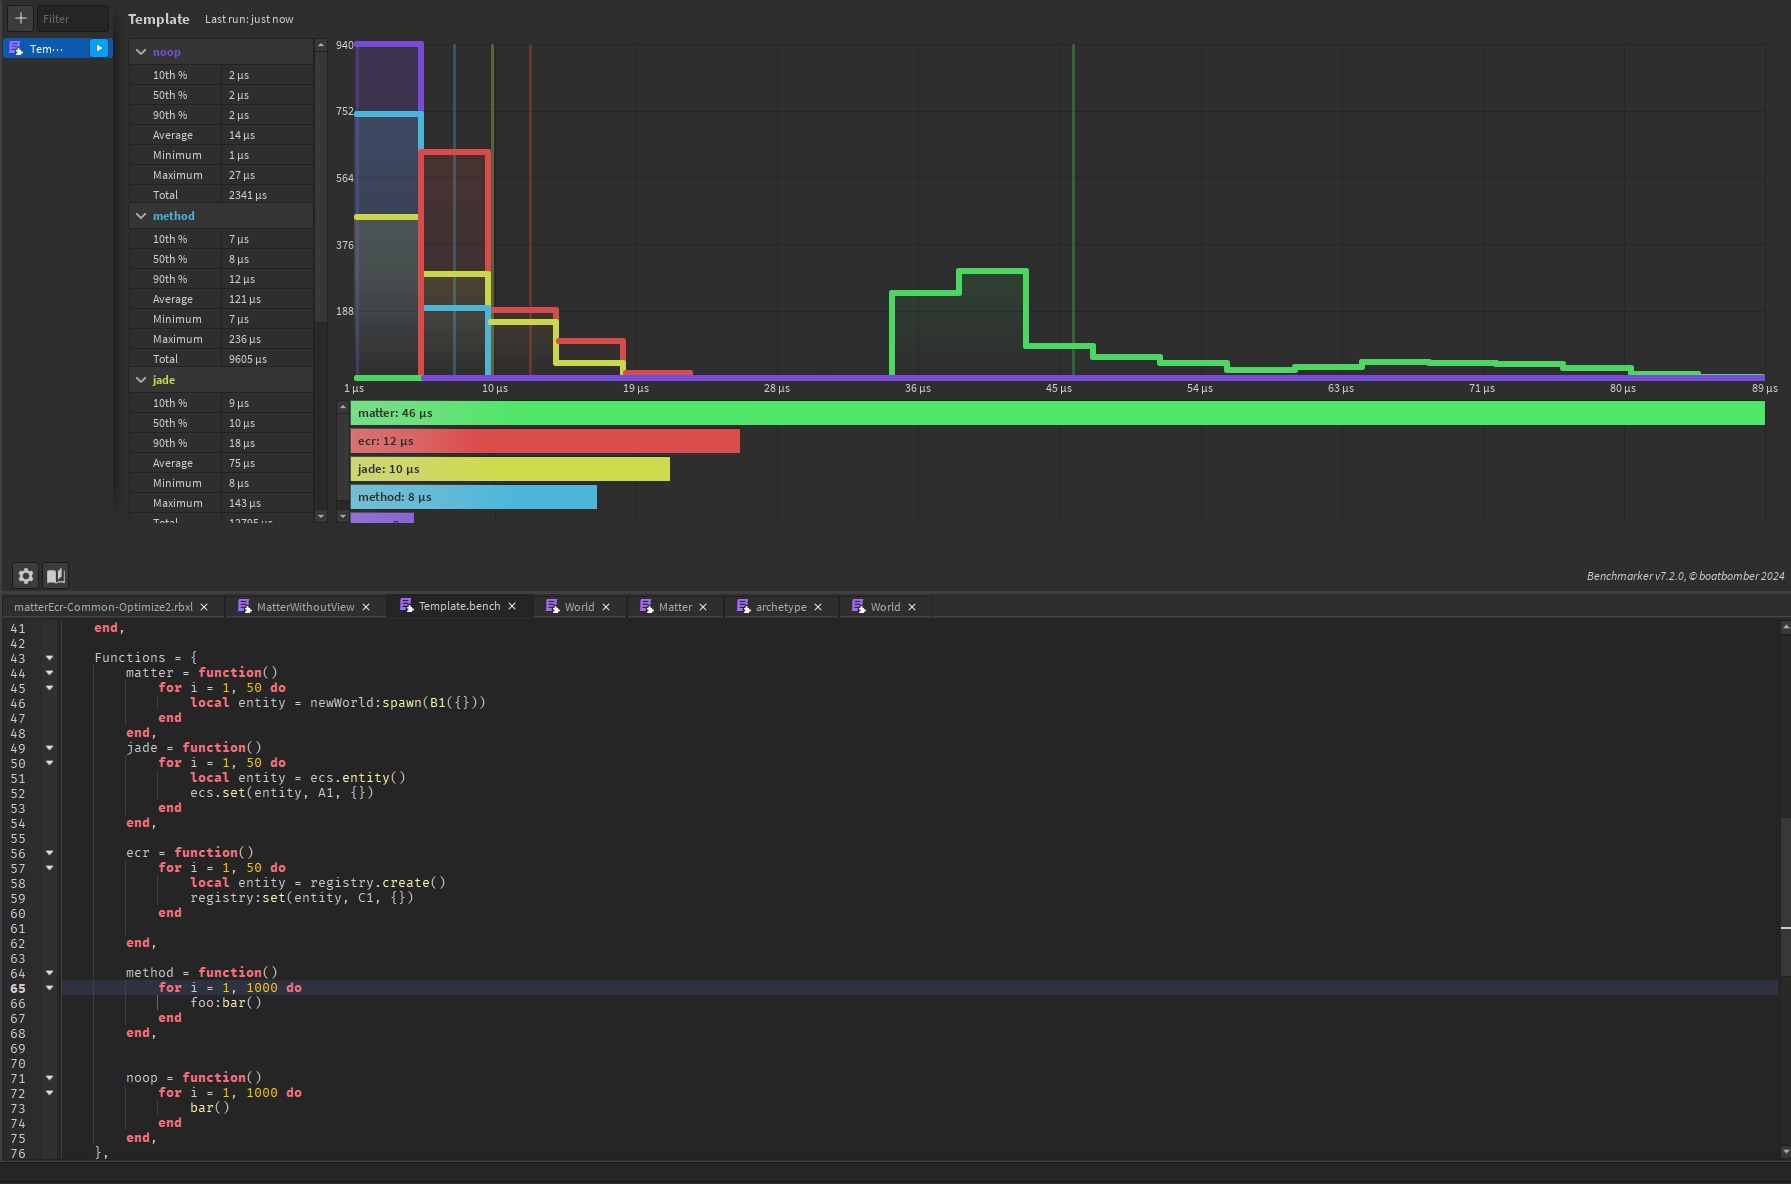 Filter
Template Last run: just now
Tem···
noop
10th % 2 µs
50th % 2 µs
90th % 2 µs
Average 14 µs
Minimum 1 µs
Maximum 27 µs
Total 2341 µs
method
10th % 7 µs
50th % 8 µs
90th % 12 µs
Average 121 µs
Minimum 7 µs
Maximum 236 µs
Total 9605 µs
jade
10th % 9 µs
50th % 10 µs
90th % 18 µs
Average 75 µs
Minimum 8 µs
Maximum 143 µs
Total 12795 µs
940
752
564
376
188
1 µs 10 µs 19 µs 28 µs 36 µs 45 µs 54 µs 63 µs 71 µs 80 µs 89 µs
matter: 46 µs
ecr: 12 µs
jade: 10 µs
method: 8 µs
Benchmarker v7.2.0, © boatbomber 2024
matterEcr-Common-Optimize2.rbxl MatterWithoutView Template.bench World Matter archetype World
41 end,
42
43 Functions = {
44 matter = function()
45 for i = 1, 50 do
46 local entity = newWorld:spawn(B1({}))
47 end
48 end,
49 jade = function()
50 for i = 1, 50 do
51 local entity = ecs.entity()
52 ecs.set(entity, A1, {})
53 end
54 end,
55
56 ecr = function()
57 for i = 1, 50 do
58 local entity = registry.create()
59 registry:set(entity, C1, {})
60 end
61
62 end,
63
64 method = function()
65 for i = 1, 1000 do
66 foo:bar()
67 end
68 end,
69
70
71 noop = function()
72 for i = 1, 1000 do
73 bar()
74 end
75 end,
76 },